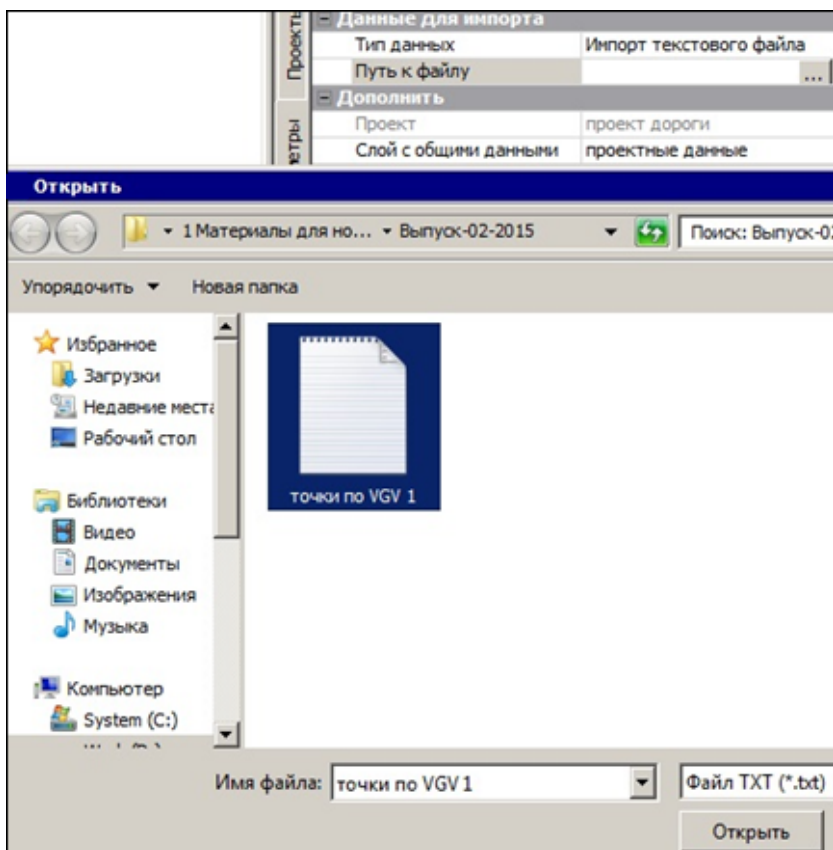 Проекты
Данные для импорта
Тип данных Импорт текстового файла
Путь к файлу ...
Дополнить
Проект проект дороги
Слой с общими данными проектные данные
Открыть
1 Материалы для но... Выпуск-02-2015 Поиск: Выпуск-02
Упорядочить Новая папка
Избранное
Загрузки
Недавние места
Рабочий стол
точки по VGV 1
Библиотеки
Видео
Документы
Изображения
Музыка
Компьютер
System (C:)
Имя файла: точки по VGV 1 Файл TXT (*.txt)
Открыть